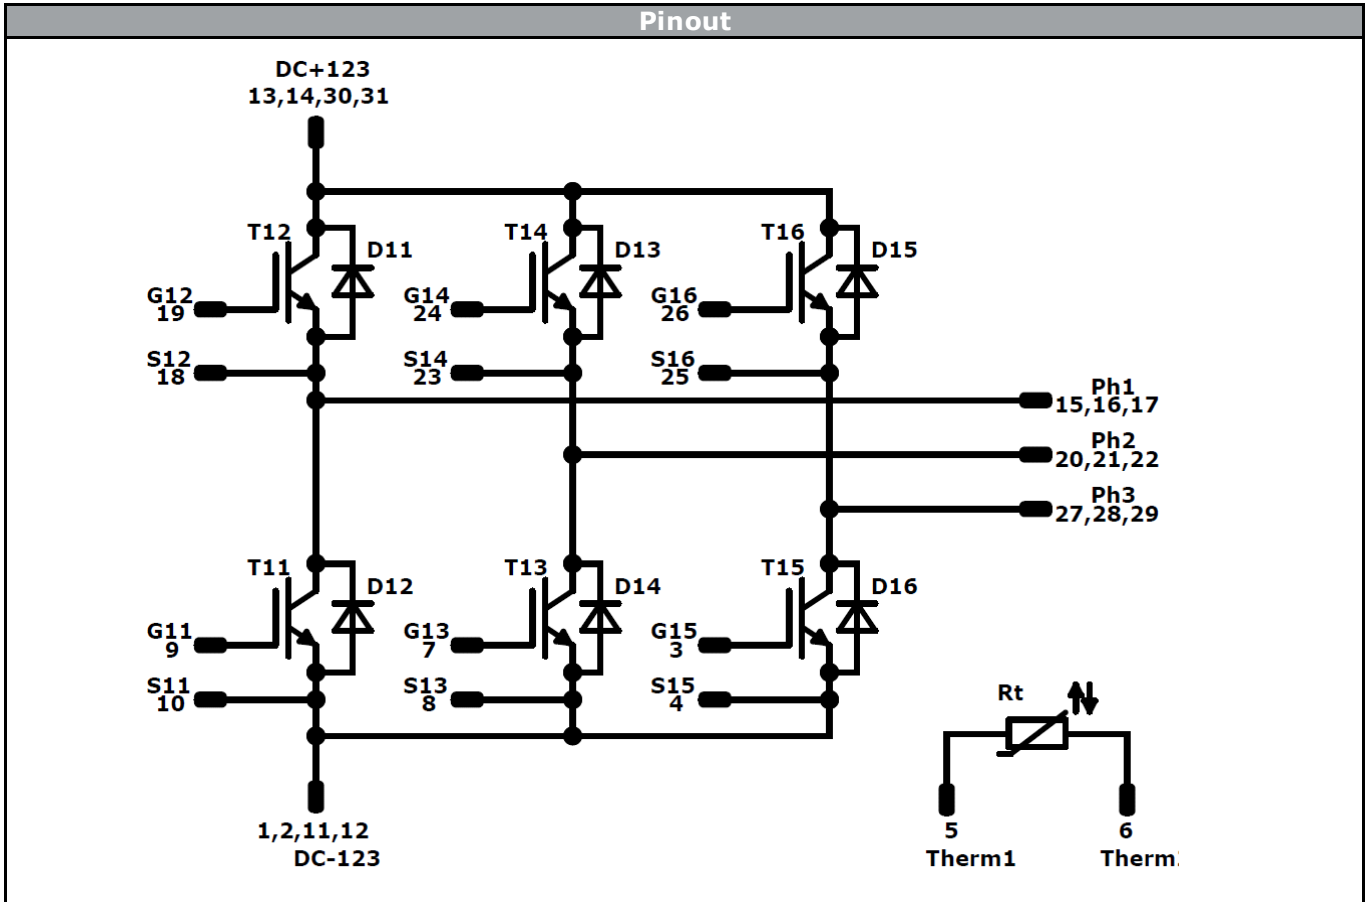 Pinout
DC+123
13,14,30,31
T12
D11
T14
D13
T16
D15
G12
19
G14
24
G16
26
S12
18
S14
23
S16
25
Ph1
15,16,17
Ph2
20,21,22
Ph3
27,28,29
T11
D12
T13
D14
T15
D16
G11
9
G13
7
G15
3
S11
10
S13
8
S15
4
Rt
1,2,11,12
DC-123
5
6
Therm1
Therm